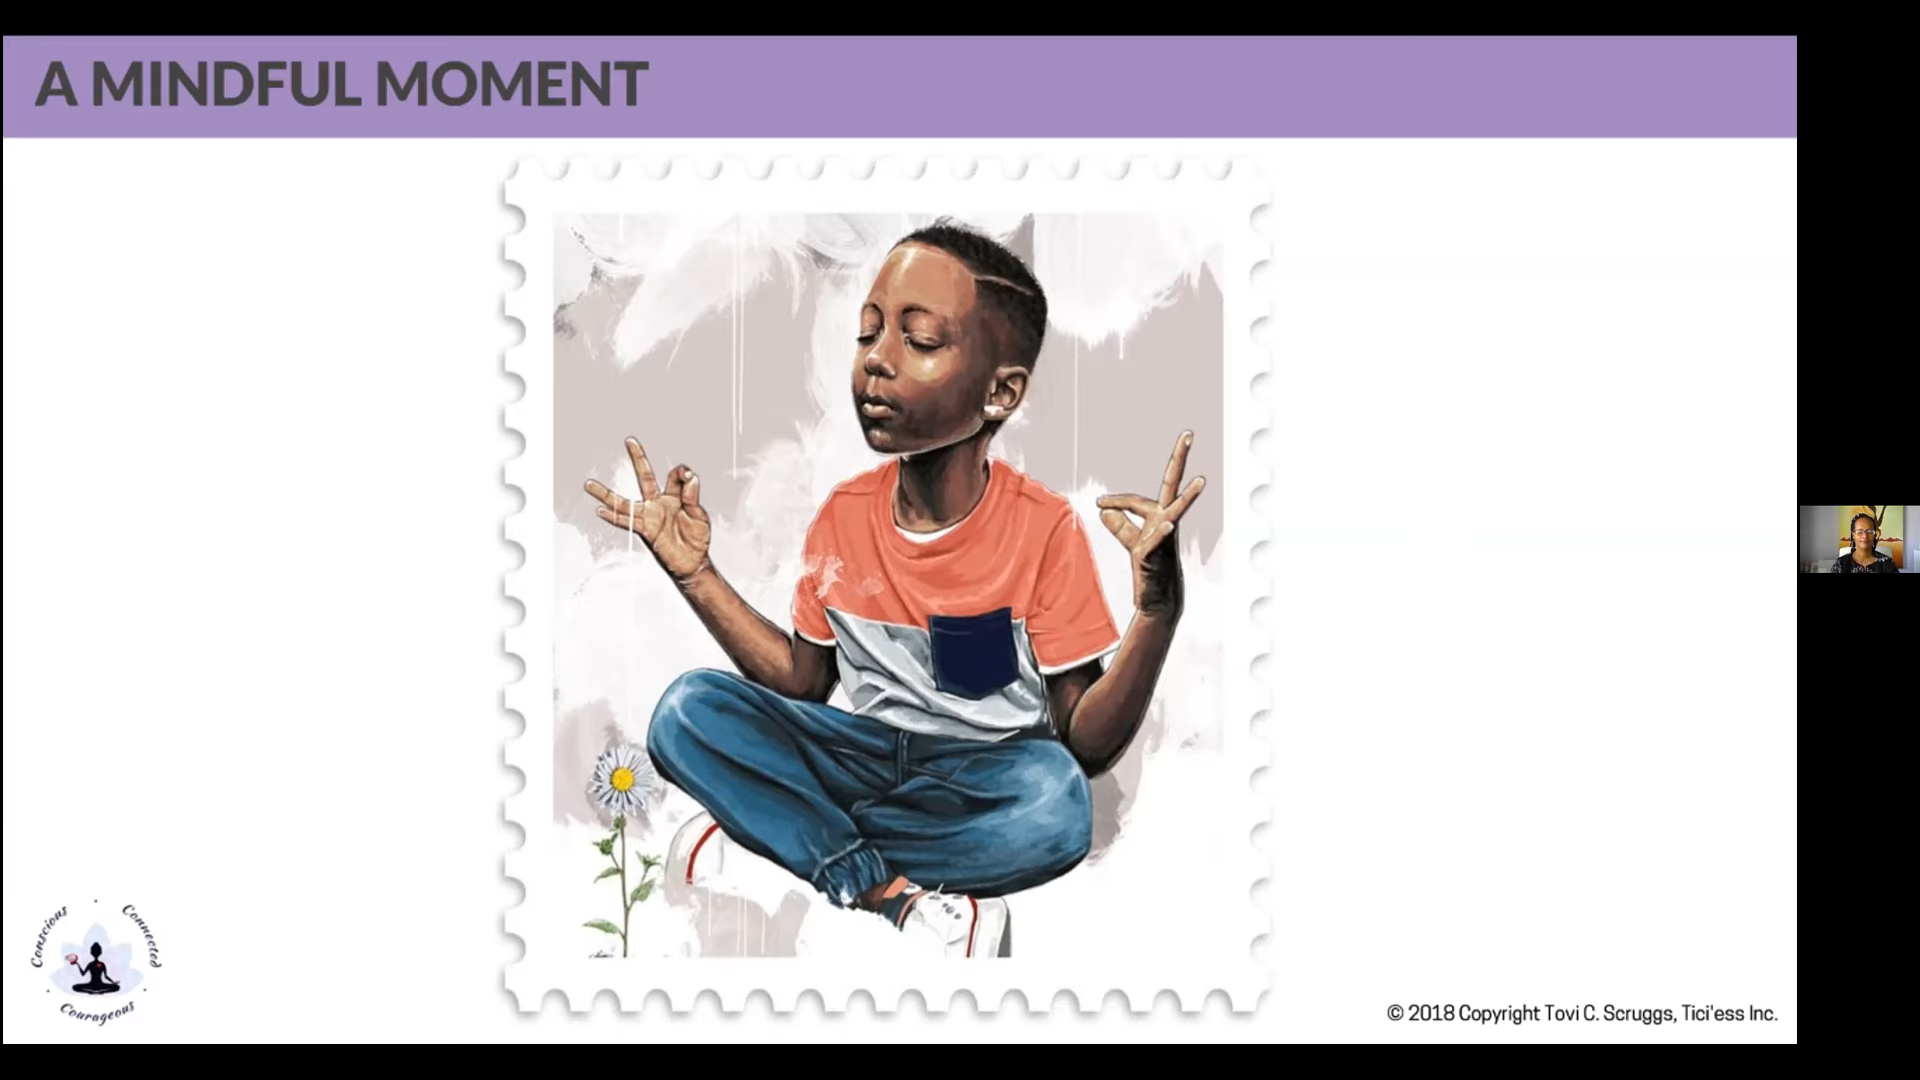 A MINDFUL MOMENT
Conscious
Connected
Courageous
© 2018 Copyright Tovi C. Scruggs, Tici'ess Inc.